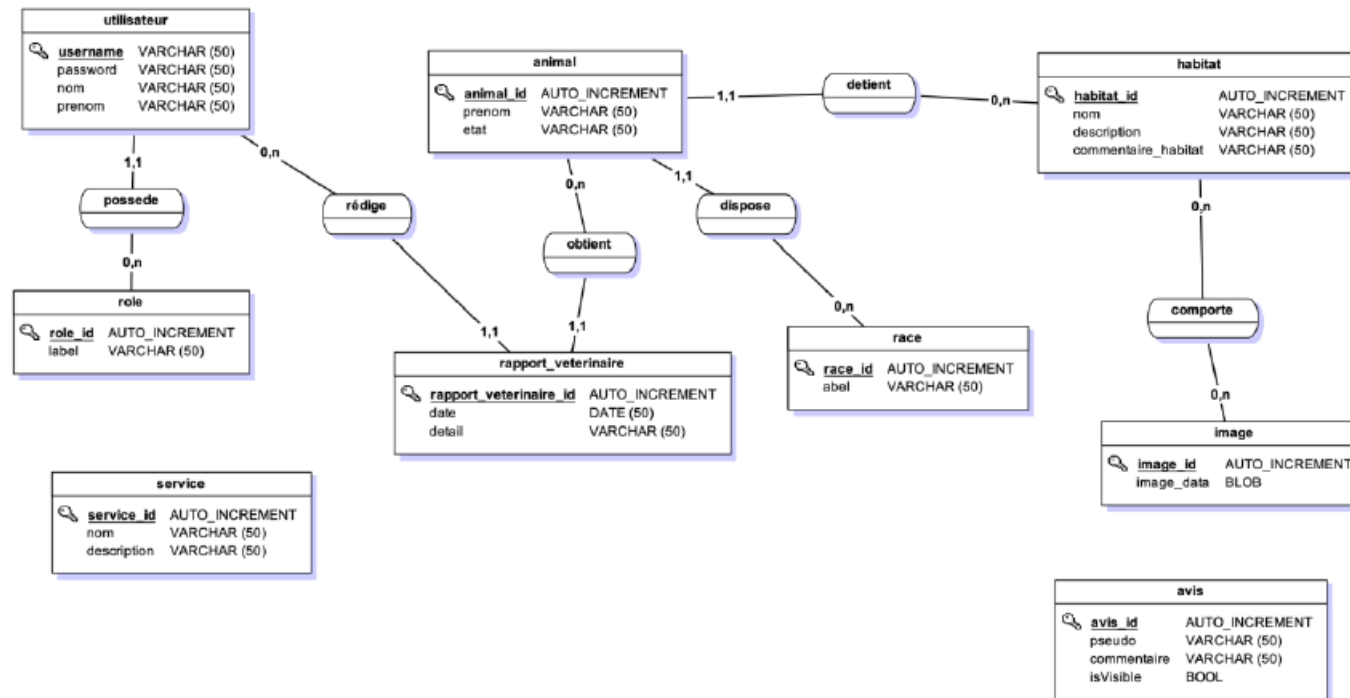 utilisateur
username VARCHAR (50)
password VARCHAR (50)
nom VARCHAR (50)
prenom VARCHAR (50)
1,1
possede
0,n
role
role_id AUTO_INCREMENT
label VARCHAR (50)
0,n
rédige
1,1
animal
animal_id AUTO_INCREMENT
prenom VARCHAR (50)
etat VARCHAR (50)
0,n
obtient
1,1
rapport_veterinaire
rapport_veterinaire_id AUTO_INCREMENT
date DATE (50)
detail VARCHAR (50)
1,1
dispose
0,n
race
race_id AUTO_INCREMENT
abel VARCHAR (50)
1,1
detient
0,n
habitat
habitat_id AUTO_INCREMENT
nom VARCHAR (50)
description VARCHAR (50)
commentaire_habitat VARCHAR (50)
0,n
comporte
0,n
image
image_id AUTO_INCREMENT
image_data BLOB
service
service_id AUTO_INCREMENT
nom VARCHAR (50)
description VARCHAR (50)
avis
avis_id AUTO_INCREMENT
pseudo VARCHAR (50)
commentaire VARCHAR (50)
isVisible BOOL